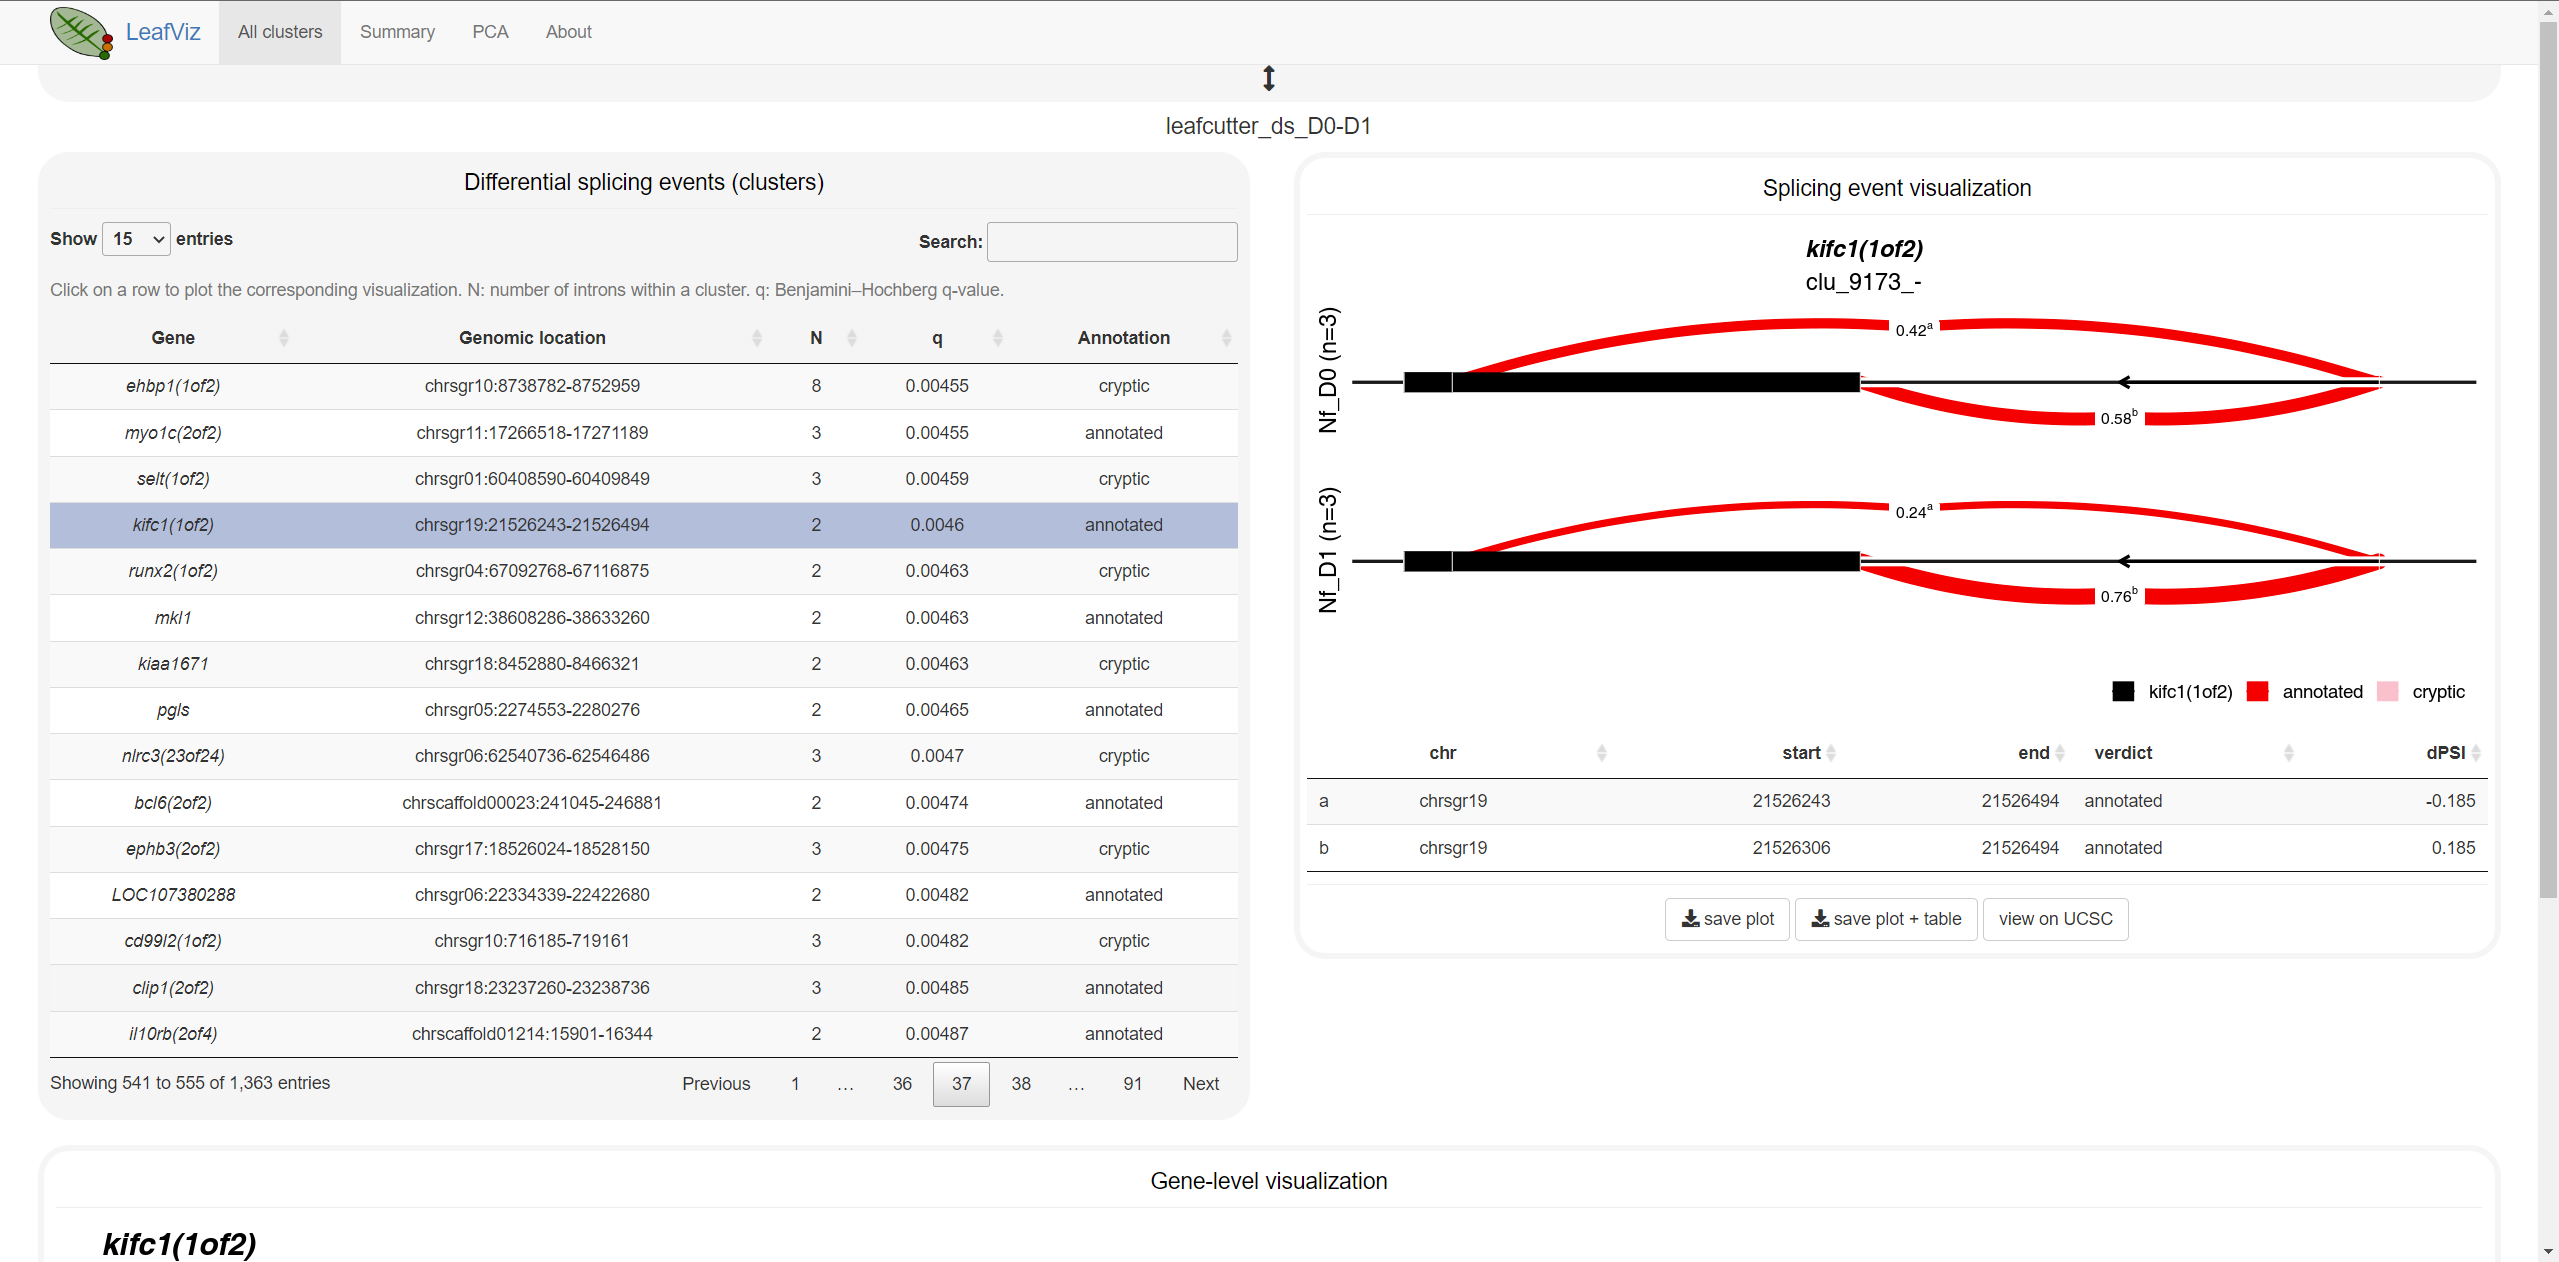 LeafViz All clusters Summary PCA About
leafcutter_ds_D0-D1
Differential splicing events (clusters)
Show 15 entries Search:
Click on a row to plot the corresponding visualization. N: number of introns within a cluster. q: Benjamini–Hochberg q-value.
Gene Genomic location N q Annotation
ehbp1(1of2) chrsgr10:8738782-8752959 8 0.00455 cryptic
myo1c(2of2) chrsgr11:17266518-17271189 3 0.00455 annotated
selt(1of2) chrsgr01:60408590-60409849 3 0.00459 cryptic
kifc1(1of2) chrsgr19:21526243-21526494 2 0.0046 annotated
runx2(1of2) chrsgr04:67092768-67116875 2 0.00463 cryptic
mkl1 chrsgr12:38608286-38633260 2 0.00463 annotated
kiaa1671 chrsgr18:8452880-8466321 2 0.00463 cryptic
pgls chrsgr05:2274553-2280276 2 0.00465 annotated
nlrc3(23of24) chrsgr06:62540736-62546486 3 0.0047 cryptic
bcl6(2of2) chrscaffold00023:241045-246881 2 0.00474 annotated
ephb3(2of2) chrsgr17:18526024-18528150 3 0.00475 cryptic
LOC107380288 chrsgr06:22334339-22422680 2 0.00482 annotated
cd99l2(1of2) chrsgr10:716185-719161 3 0.00482 cryptic
clip1(2of2) chrsgr18:23237260-23238736 3 0.00485 annotated
il10rb(2of4) chrscaffold01214:15901-16344 2 0.00487 annotated
Showing 541 to 555 of 1,363 entries Previous 1 … 36 37 38 … 91 Next
Splicing event visualization
kifc1(1of2)
clu_9173_-
Nf_D0 (n=3)
0.42a
0.58b
Nf_D1 (n=3)
0.24a
0.76b
kifc1(1of2) annotated cryptic
chr start end verdict dPSI
a chrsgr19 21526243 21526494 annotated -0.185
b chrsgr19 21526306 21526494 annotated 0.185
save plot save plot + table view on UCSC
Gene-level visualization
kifc1(1of2)